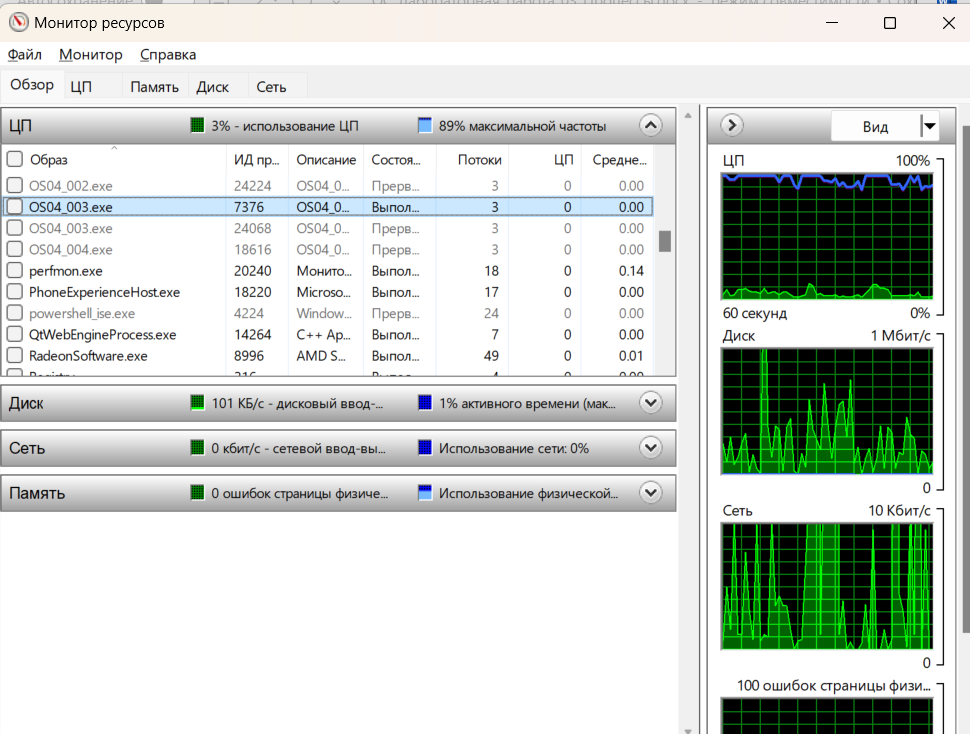 Монитор ресурсов
Файл Монитор Справка
Обзор ЦП Память Диск Сеть
ЦП 3% - использование ЦП 89% максимальной частоты
Образ ИД пр... Описание Состоя... Потоки ЦП Средне...
OS04_002.exe 24224 OS04_0... Прерв... 3 0 0.00
OS04_003.exe 7376 OS04_0... Выпол... 3 0 0.00
OS04_003.exe 24068 OS04_0... Прерв... 3 0 0.00
OS04_004.exe 18616 OS04_0... Прерв... 3 0 0.00
perfmon.exe 20240 Монито... Выпол... 18 0 0.14
PhoneExperienceHost.exe 18220 Microso... Выпол... 17 0 0.00
powershell_ise.exe 4224 Window... Прерв... 24 0 0.00
QtWebEngineProcess.exe 14264 C++ Ap... Выпол... 7 0 0.00
RadeonSoftware.exe 8996 AMD S... Выпол... 49 0 0.01
Диск 101 КБ/с - дисковый ввод-... 1% активного времени (мак...
Сеть 0 кбит/с - сетевой ввод-вы... Использование сети: 0%
Память 0 ошибок страницы физиче... Использование физической...
Вид
ЦП 100%
60 секунд 0%
Диск 1 Мбит/с
0
Сеть 10 Кбит/с
0
100 ошибок страницы физи...